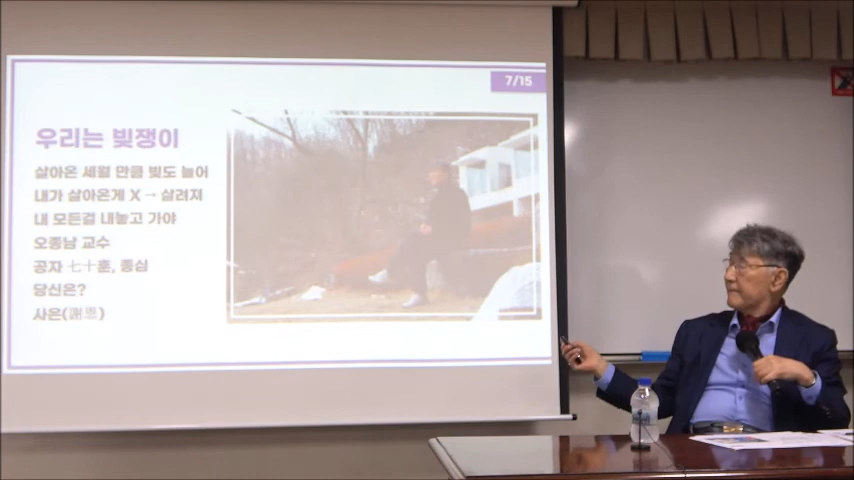 7/15
우리는 빚쟁이
살아온 세월 만큼 빚도 늘어
내가 살아온게 X → 살려져
내 모든걸 내놓고 가야
오종남 교수
공자 七十훈, 종심
당신은?
사은(謝恩)